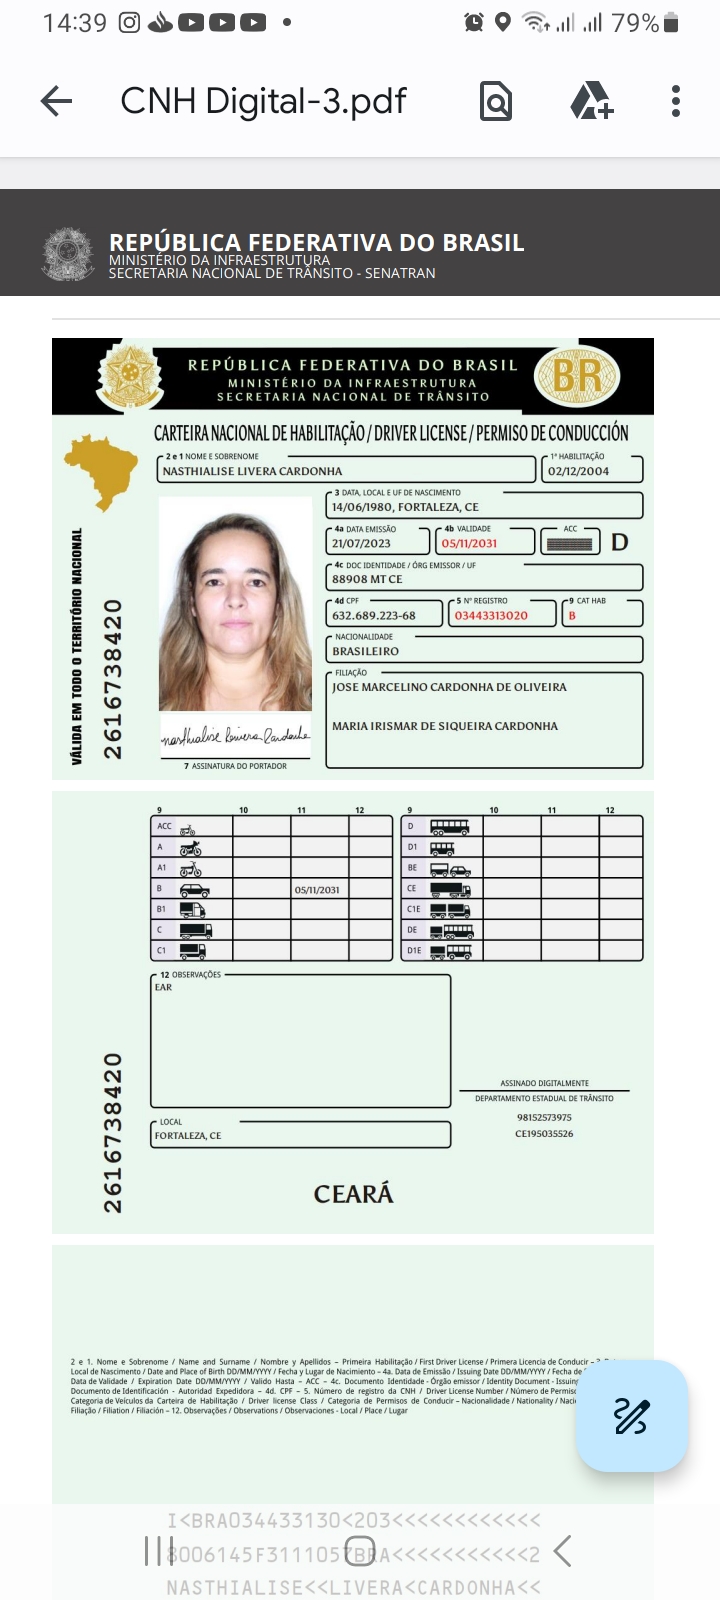 14:39
79%
CNH Digital-3.pdf
REPÚBLICA FEDERATIVA DO BRASIL
MINISTÉRIO DA INFRAESTRUTURA
SECRETARIA NACIONAL DE TRÂNSITO - SENATRAN
REPÚBLICA FEDERATIVA DO BRASIL
MINISTÉRIO DA INFRAESTRUTURA
SECRETARIA NACIONAL DE TRÂNSITO
BR
CARTEIRA NACIONAL DE HABILITAÇÃO / DRIVER LICENSE / PERMISO DE CONDUCCIÓN
2 e 1 NOME E SOBRENOME
1ª HABILITAÇÃO
NASTHIALISE LIVERA CARDONHA
02/12/2004
3 DATA, LOCAL E UF DE NASCIMENTO
14/06/1980, FORTALEZA, CE
4a DATA EMISSÃO
4b VALIDADE
ACC
21/07/2023
05/11/2031
D
4c DOC IDENTIDADE / ÓRG EMISSOR / UF
88908 MT CE
4d CPF
5 Nº REGISTRO
9 CAT HAB
632.689.223-68
03443313020
B
NACIONALIDADE
BRASILEIRO
FILIAÇÃO
JOSE MARCELINO CARDONHA DE OLIVEIRA
MARIA IRISMAR DE SIQUEIRA CARDONHA
7 ASSINATURA DO PORTADOR
VÁLIDA EM TODO O TERRITÓRIO NACIONAL
2616738420
9 10 11 12 9 10 11 12
ACC D
A D1
A1 BE
B 05/11/2031 CE
B1 C1E
C DE
C1 D1E
12 OBSERVAÇÕES
EAR
2616738420
ASSINADO DIGITALMENTE
DEPARTAMENTO ESTADUAL DE TRÂNSITO
98152573975
CE195035526
LOCAL
FORTALEZA, CE
CEARÁ
2 e 1. Nome e Sobrenome / Name and Surname / Nombre y Apellidos – Primeira Habilitação / First Driver License / Primera Licencia de Conducir –
Local de Nascimento / Date and Place of Birth DD/MM/YYYY / Fecha y Lugar de Nacimiento – 4a. Data de Emissão / Issuing Date DD/MM/YYYY / Fecha de
Data de Validade / Expiration Date DD/MM/YYYY / Valido Hasta – ACC – 4c. Documento Identidade - Órgão emissor / Identity Document - Issuing
Documento de Identificación - Autoridad Expedidora – 4d. CPF – 5. Número de registro da CNH / Driver License Number / Número de
Categoria de Veículos da Carteira de Habilitação / Driver license Class / Categoria de Permisos de Conducir – Nacionalidade / Nationality /
Filiação / Filiation / Filiación – 12. Observações / Observations / Observaciones - Local / Place / Lugar
I<BRA034433130<203<<<<<<<<<<<<
8006145F3111057BRA<<<<<<<<<<<2
NASTHIALISE<<LIVERA<CARDONHA<<